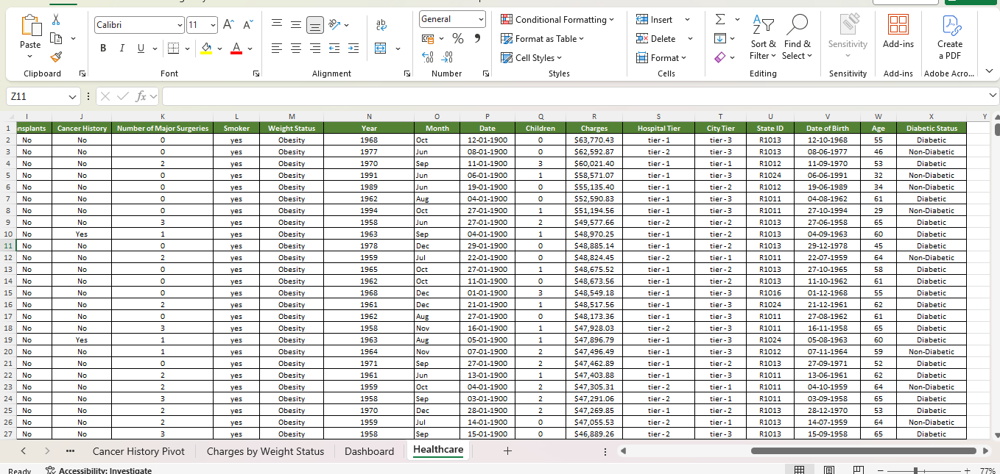 General
Calibri 11 A A
Conditional Formatting
Insert
Σ
Paste
Format as Table
Delete
Sort & Find &
Sensitivity
Add-ins
Create
B I U
Cell Styles
Format
Filter Select
a PDF
Clipboard Font Alignment Number Styles Cells Editing Sensitivity Add-ins Adobe Acro...
Z11 fx
I J K L M N O P Q R S T U V W X Y
1 nsplants Cancer History Number of Major Surgeries Smoker Weight Status Year Month Date Children Charges Hospital Tier City Tier State ID Date of Birth Age Diabetic Status
2 No No 0 yes Obesity 1968 Oct 12-01-1900 0 $63,770.43 tier - 1 tier - 3 R1013 12-10-1968 55 Diabetic
3 No No 0 yes Obesity 1977 Jun 08-01-1900 0 $62,592.87 tier - 2 tier - 3 R1013 08-06-1977 46 Non-Diabetic
4 No No 2 yes Obesity 1970 Sep 11-01-1900 3 $60,021.40 tier - 1 tier - 1 R1012 11-09-1970 53 Diabetic
5 No No 0 yes Obesity 1991 Jun 06-01-1900 1 $58,571.07 tier - 1 tier - 3 R1024 06-06-1991 32 Non-Diabetic
6 No No 0 yes Obesity 1989 Jun 19-01-1900 0 $55,135.40 tier - 1 tier - 2 R1012 19-06-1989 34 Non-Diabetic
7 No No 0 yes Obesity 1962 Aug 04-01-1900 0 $52,590.83 tier - 1 tier - 3 R1011 04-08-1962 61 Diabetic
8 No No 0 yes Obesity 1994 Oct 27-01-1900 1 $51,194.56 tier - 1 tier - 3 R1011 27-10-1994 29 Non-Diabetic
9 No No 3 yes Obesity 1958 Jun 27-01-1900 2 $49,577.66 tier - 2 tier - 2 R1013 27-06-1958 65 Diabetic
10 No Yes 1 yes Obesity 1963 Sep 04-01-1900 1 $48,970.25 tier - 1 tier - 2 R1013 04-09-1963 60 Diabetic
11 No No 0 yes Obesity 1978 Dec 29-01-1900 0 $48,885.14 tier - 1 tier - 2 R1013 29-12-1978 45 Diabetic
12 No No 2 yes Obesity 1959 Jul 22-01-1900 0 $48,824.45 tier - 2 tier - 1 R1011 22-07-1959 64 Non-Diabetic
13 No No 0 yes Obesity 1965 Oct 27-01-1900 1 $48,675.52 tier - 1 tier - 2 R1013 27-10-1965 58 Diabetic
14 No No 0 yes Obesity 1962 Oct 11-01-1900 0 $48,673.56 tier - 1 tier - 2 R1013 11-10-1962 61 Diabetic
15 No No 0 yes Obesity 1968 Dec 01-01-1900 3 $48,549.18 tier - 1 tier - 3 R1016 01-12-1968 55 Diabetic
16 No No 2 yes Obesity 1961 Dec 21-01-1900 1 $48,517.56 tier - 1 tier - 3 R1024 21-12-1961 62 Diabetic
17 No No 0 yes Obesity 1962 Aug 27-01-1900 0 $48,173.36 tier - 1 tier - 3 R1011 27-08-1962 61 Diabetic
18 No No 3 yes Obesity 1958 Nov 16-01-1900 1 $47,928.03 tier - 2 tier - 3 R1011 16-11-1958 65 Diabetic
19 No Yes 1 yes Obesity 1963 Aug 05-01-1900 1 $47,896.79 tier - 1 tier - 3 R1024 05-08-1963 60 Diabetic
20 No No 1 yes Obesity 1964 Nov 07-01-1900 2 $47,496.49 tier - 1 tier - 3 R1012 07-11-1964 59 Non-Diabetic
21 No No 0 yes Obesity 1971 Sep 27-01-1900 2 $47,462.89 tier - 1 tier - 2 R1013 27-09-1971 52 Diabetic
22 No No 2 yes Obesity 1961 Jun 13-01-1900 1 $47,403.88 tier - 1 tier - 3 R1011 13-06-1961 62 Diabetic
23 No No 2 yes Obesity 1959 Oct 04-01-1900 2 $47,305.31 tier - 2 tier - 1 R1011 04-10-1959 64 Non-Diabetic
24 No No 3 yes Obesity 1958 Sep 03-01-1900 2 $47,291.06 tier - 2 tier - 1 R1011 03-09-1958 65 Diabetic
25 No No 2 yes Obesity 1970 Dec 28-01-1900 2 $47,269.85 tier - 1 tier - 2 R1013 28-12-1970 53 Diabetic
26 No No 2 yes Obesity 1959 Jul 14-01-1900 0 $47,055.53 tier - 2 tier - 1 R1013 14-07-1959 64 Non-Diabetic
27 No No 3 yes Obesity 1958 Sep 15-01-1900 0 $46,889.26 tier - 2 tier - 3 R1013 15-09-1958 65 Diabetic
Cancer History Pivot Charges by Weight Status Dashboard Healthcare
Ready Accessibility: Investigate 77%